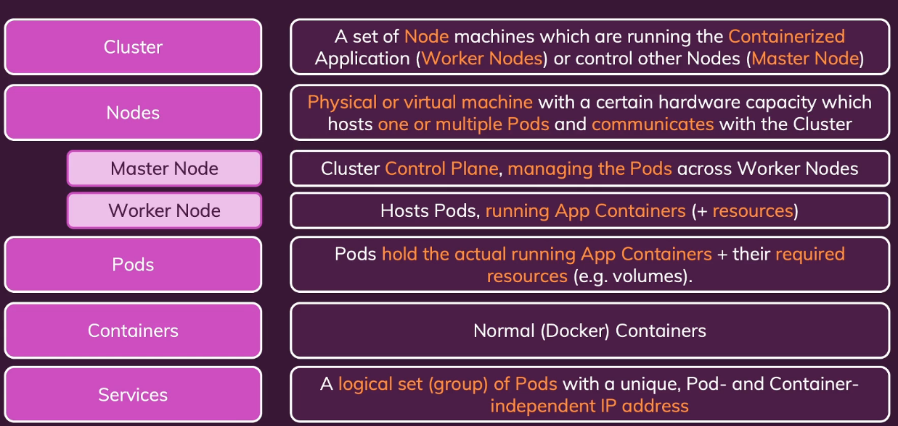 Cluster
A set of Node machines which are running the Containerized
Application (Worker Nodes) or control other Nodes (Master Node)
Nodes
Physical or virtual machine with a certain hardware capacity which
hosts one or multiple Pods and communicates with the Cluster
Master Node
Cluster Control Plane, managing the Pods across Worker Nodes
Worker Node
Hosts Pods, running App Containers (+ resources)
Pods
Pods hold the actual running App Containers + their required
resources (e.g. volumes).
Containers
Normal (Docker) Containers
Services
A logical set (group) of Pods with a unique, Pod- and Container-
independent IP address